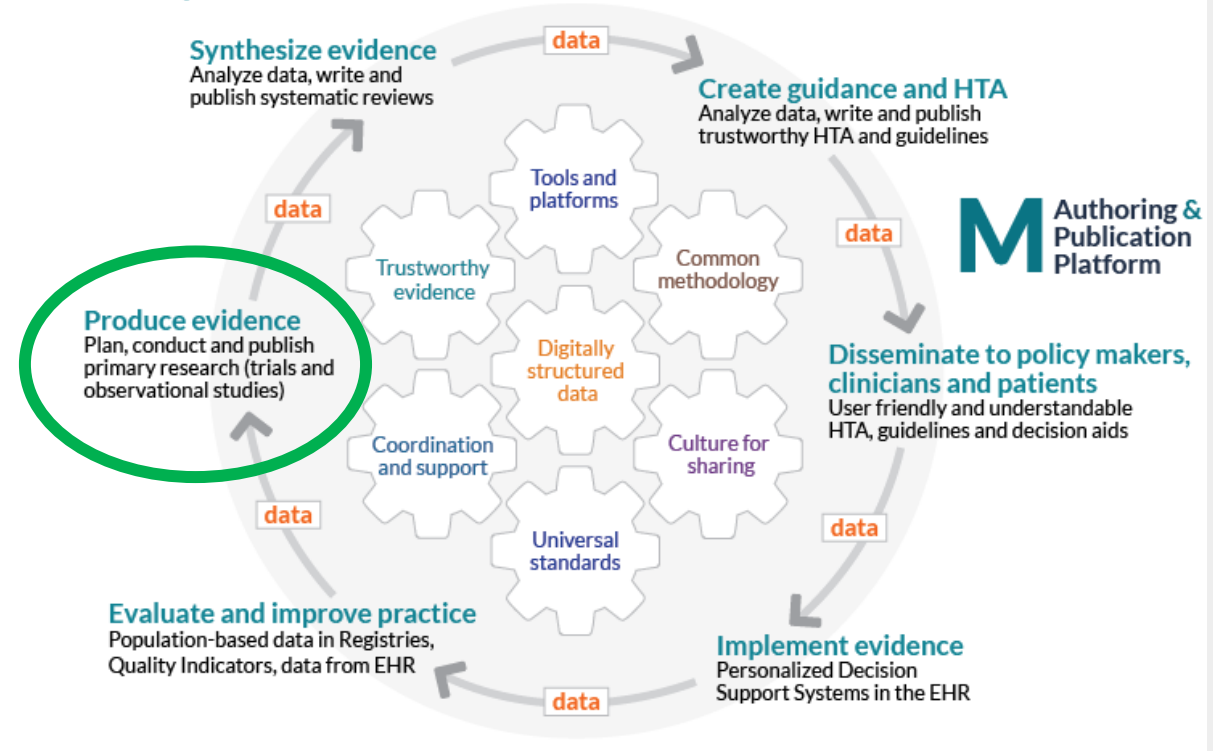 data
Synthesize evidence
Analyze data, write and
publish systematic reviews
Create guidance and HTA
Analyze data, write and publish
trustworthy HTA and guidelines
Tools and
platforms
data
data
M Authoring &
Publication
Platform
Trustworthy
evidence
Common
methodology
Produce evidence
Plan, conduct and publish
primary research (trials and
observational studies)
Digitally
structured
data
Disseminate to policy makers,
clinicians and patients
User friendly and understandable
HTA, guidelines and decision aids
Coordination
and support
Culture for
sharing
data
data
Universal
standards
Evaluate and improve practice
Population-based data in Registries,
Quality Indicators, data from EHR
Implement evidence
Personalized Decision
Support Systems in the EHR
data